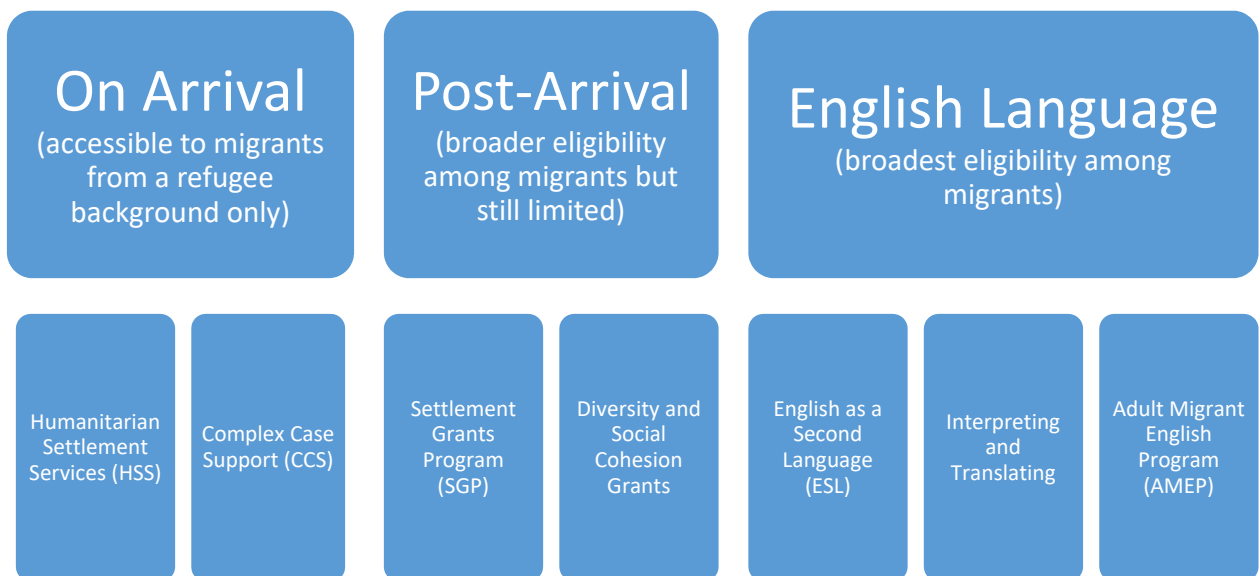 On Arrival
(accessible to migrants
from a refugee
background only)
Post-Arrival
(broader eligibility
among migrants but
still limited)
English Language
(broadest eligibility among
migrants)
Humanitarian
Settlement
Services (HSS)
Complex Case
Support (CCS)
Settlement
Grants
Program
(SGP)
Diversity and
Social
Cohesion
Grants
English as a
Second
Language
(ESL)
Interpreting
and
Translating
Adult Migrant
English
Program
(AMEP)